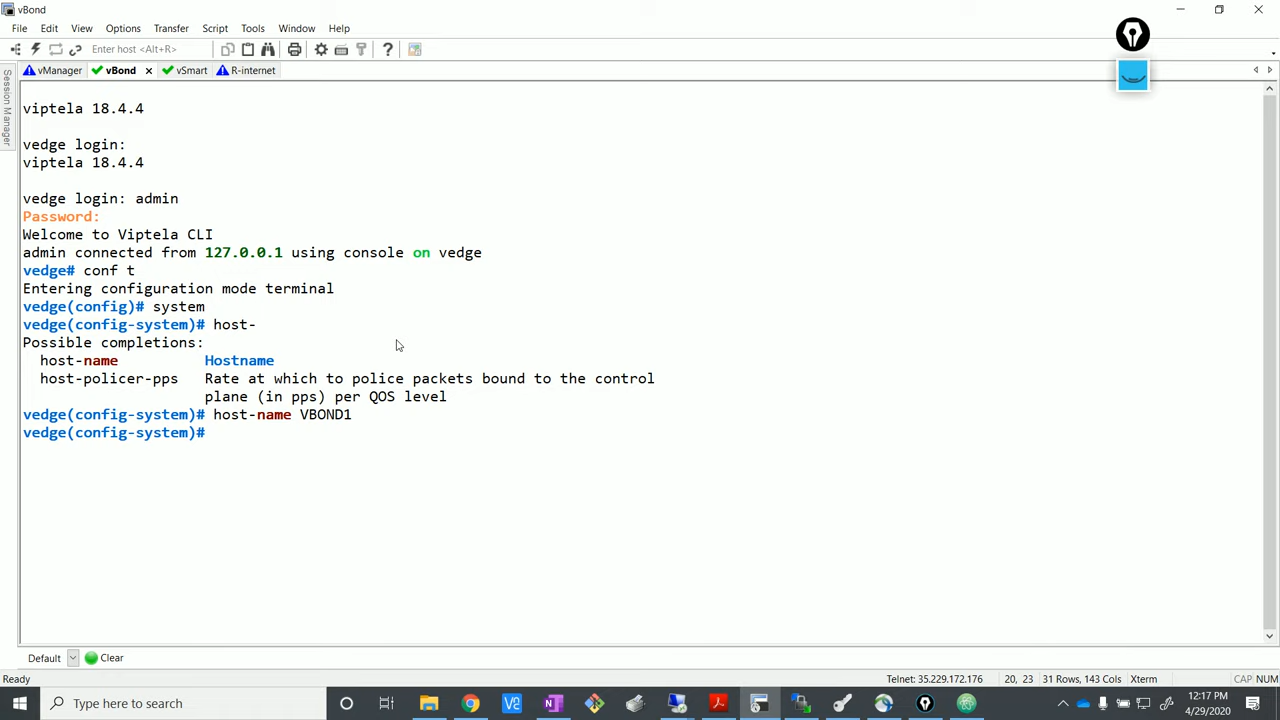 vBond
File Edit View Options Transfer Script Tools Window Help
Enter host <Alt+R>
vManager vBond vSmart R-internet
Session Manager
viptela 18.4.4
vedge login:
viptela 18.4.4
vedge login: admin
Password:
Welcome to Viptela CLI
admin connected from 127.0.0.1 using console on vedge
vedge# conf t
Entering configuration mode terminal
vedge(config)# system
vedge(config-system)# host-
Possible completions:
host-name Hostname
host-policer-pps Rate at which to police packets bound to the control
plane (in pps) per QOS level
vedge(config-system)# host-name VBOND1
vedge(config-system)#
Default Clear
Ready Telnet: 35.229.172.176 20, 23 31 Rows, 143 Cols Xterm CAP NUM
Type here to search
12:17 PM
4/29/2020